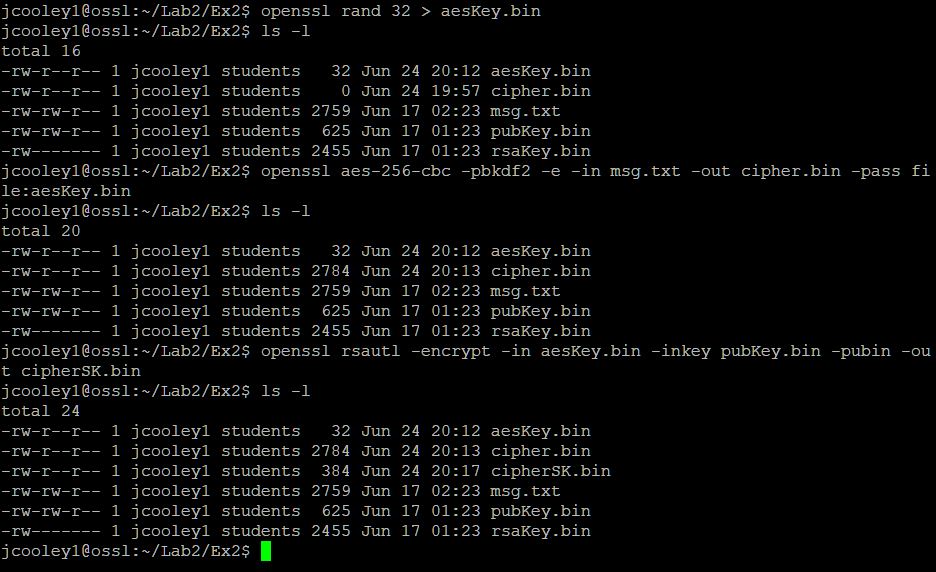 jcooley1@ossl:~/Lab2/Ex2$ openssl rand 32 > aesKey.bin
jcooley1@ossl:~/Lab2/Ex2$ ls -l
total 16
-rw-r--r-- 1 jcooley1 students   32 Jun 24 20:12 aesKey.bin
-rw-r--r-- 1 jcooley1 students    0 Jun 24 19:57 cipher.bin
-rw-rw-r-- 1 jcooley1 students 2759 Jun 17 02:23 msg.txt
-rw-rw-r-- 1 jcooley1 students  625 Jun 17 01:23 pubKey.bin
-rw------- 1 jcooley1 students 2455 Jun 17 01:23 rsaKey.bin
jcooley1@ossl:~/Lab2/Ex2$ openssl aes-256-cbc -pbkdf2 -e -in msg.txt -out cipher.bin -pass fi
le:aesKey.bin
jcooley1@ossl:~/Lab2/Ex2$ ls -l
total 20
-rw-r--r-- 1 jcooley1 students   32 Jun 24 20:12 aesKey.bin
-rw-r--r-- 1 jcooley1 students 2784 Jun 24 20:13 cipher.bin
-rw-rw-r-- 1 jcooley1 students 2759 Jun 17 02:23 msg.txt
-rw-rw-r-- 1 jcooley1 students  625 Jun 17 01:23 pubKey.bin
-rw------- 1 jcooley1 students 2455 Jun 17 01:23 rsaKey.bin
jcooley1@ossl:~/Lab2/Ex2$ openssl rsautl -encrypt -in aesKey.bin -inkey pubKey.bin -pubin -ou
t cipherSK.bin
jcooley1@ossl:~/Lab2/Ex2$ ls -l
total 24
-rw-r--r-- 1 jcooley1 students   32 Jun 24 20:12 aesKey.bin
-rw-r--r-- 1 jcooley1 students 2784 Jun 24 20:13 cipher.bin
-rw-r--r-- 1 jcooley1 students  384 Jun 24 20:17 cipherSK.bin
-rw-rw-r-- 1 jcooley1 students 2759 Jun 17 02:23 msg.txt
-rw-rw-r-- 1 jcooley1 students  625 Jun 17 01:23 pubKey.bin
-rw------- 1 jcooley1 students 2455 Jun 17 01:23 rsaKey.bin
jcooley1@ossl:~/Lab2/Ex2$